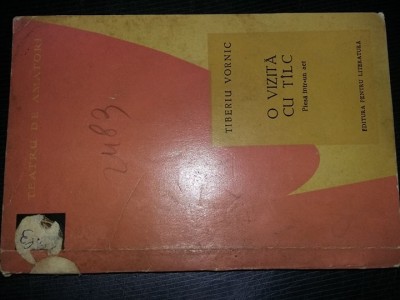 TEATRU DE AMATORI
TIBERIU VORNIC
O VIZITĂ
CU TÎLC
Piesă într-un act
EDITURA PENTRU LITERATURĂ
2483